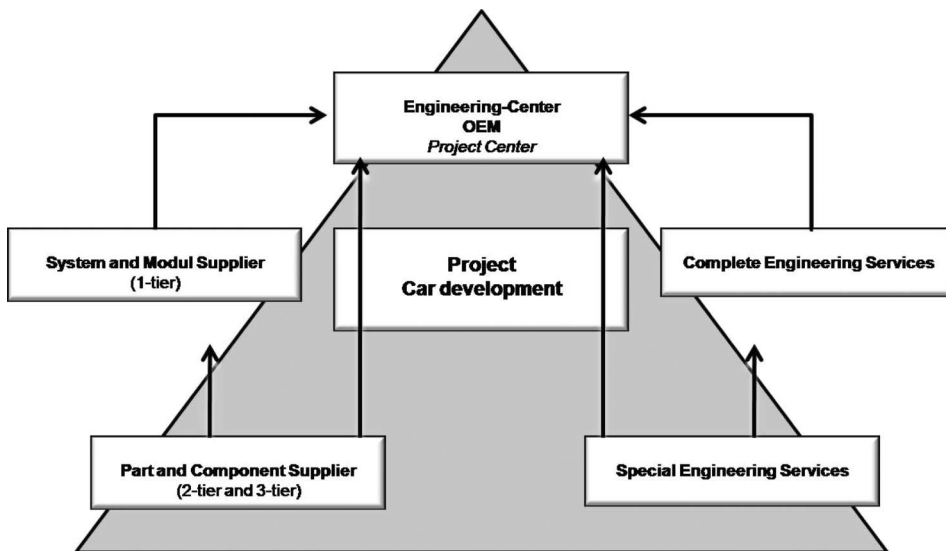 Engineering-Center
OEM
Project Center
System and Modul Supplier
(1-tier)
Project
Car development
Complete Engineering Services
Part and Component Supplier
(2-tier and 3-tier)
Special Engineering Services